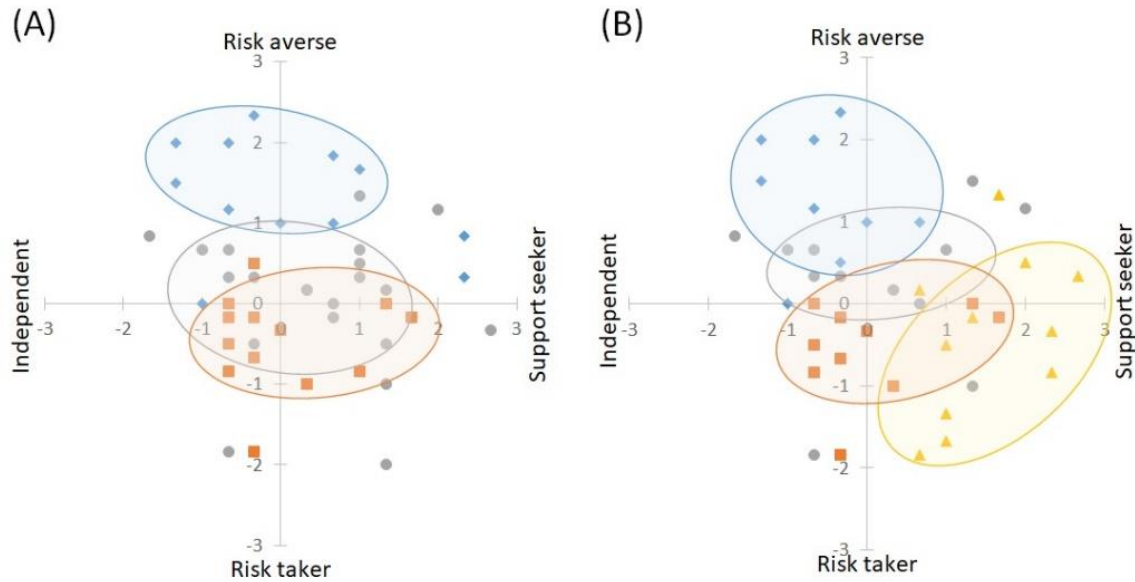 (A)
Risk averse
3
2
1
0
-3
-2
-1
0
1
2
3
-1
-2
-3
Independent
Support seeker
Risk taker
(B)
Risk averse
3
2
1
0
-3
-2
-1
0
1
2
3
-1
-2
-3
Independent
Support seeker
Risk taker